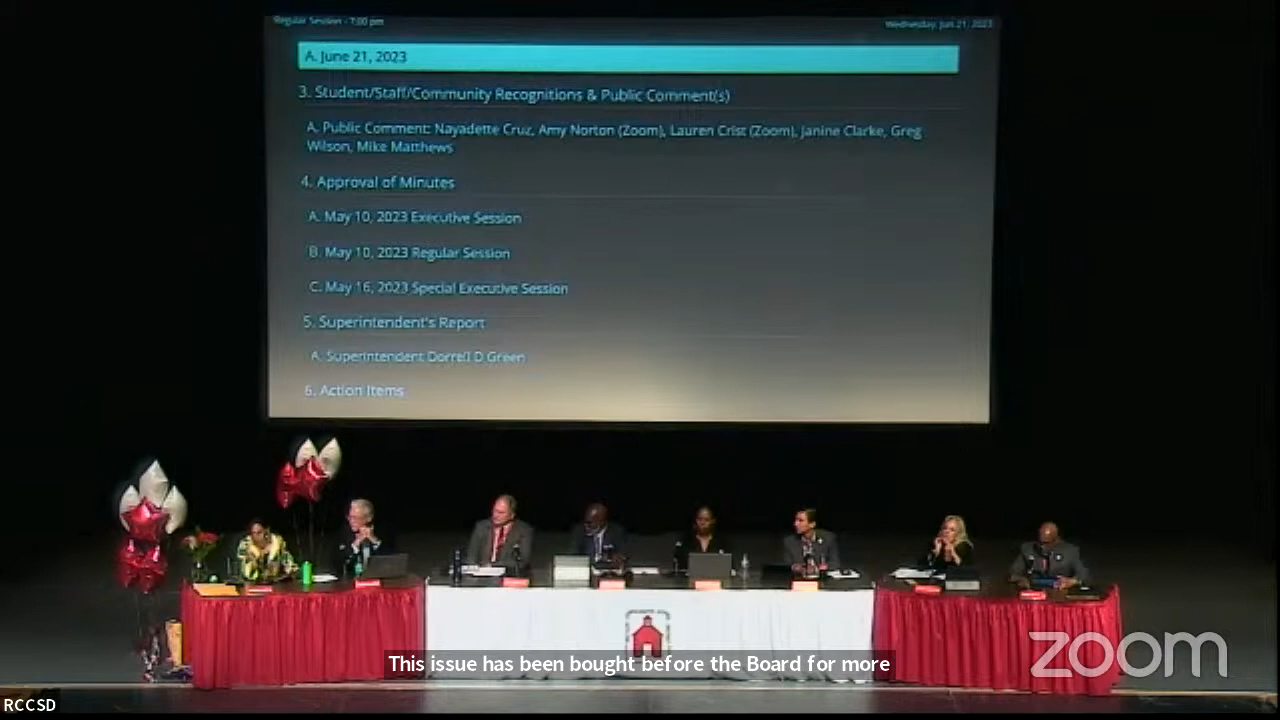 Regular Session - 7:00 pm
Wednesday, Jun 21, 2023
A. June 21, 2023
3. Student/Staff/Community Recognitions & Public Comment(s)
A. Public Comment: Nayadette Cruz, Amy Norton (Zoom), Lauren Crist (Zoom), Janine Clarke, Greg
Wilson, Mike Matthews
4. Approval of Minutes
A. May 10, 2023 Executive Session
B. May 10, 2023 Regular Session
C. May 16, 2023 Special Executive Session
5. Superintendent's Report
A. Superintendent Dorrell D Green
6. Action Items
This issue has been bought before the Board for more
zoom
RCCSD